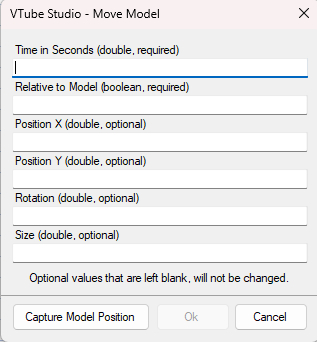 VTube Studio - Move Model
Time in Seconds (double, required)
Relative to Model (boolean, required)
Position X (double, optional)
Position Y (double, optional)
Rotation (double, optional)
Size (double, optional)
Optional values that are left blank, will not be changed.
Capture Model Position Ok Cancel